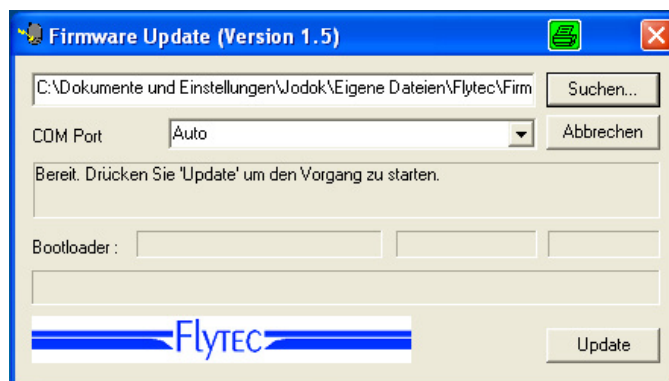 Firmware Update (Version 1.5)
C:\Dokumente und Einstellungen\Jodok\Eigene Dateien\Flytec\Firm
Suchen...
COM Port
Auto
Abbrechen
Bereit. Drücken Sie 'Update' um den Vorgang zu starten.
Bootloader :
FLYTEC
Update